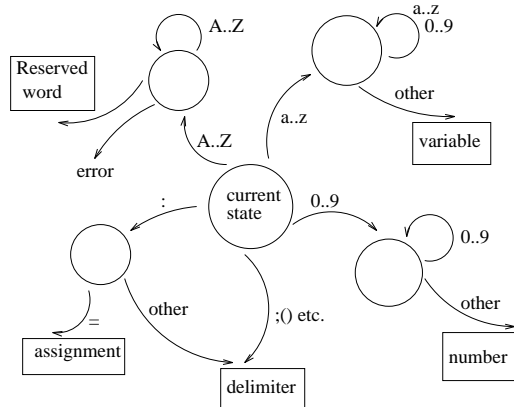 a..z
A..Z
0..9
Reserved
word
other
a..z
A..Z
variable
error
:
current
state
0..9
0..9
=
other
;() etc.
other
assignment
number
delimiter